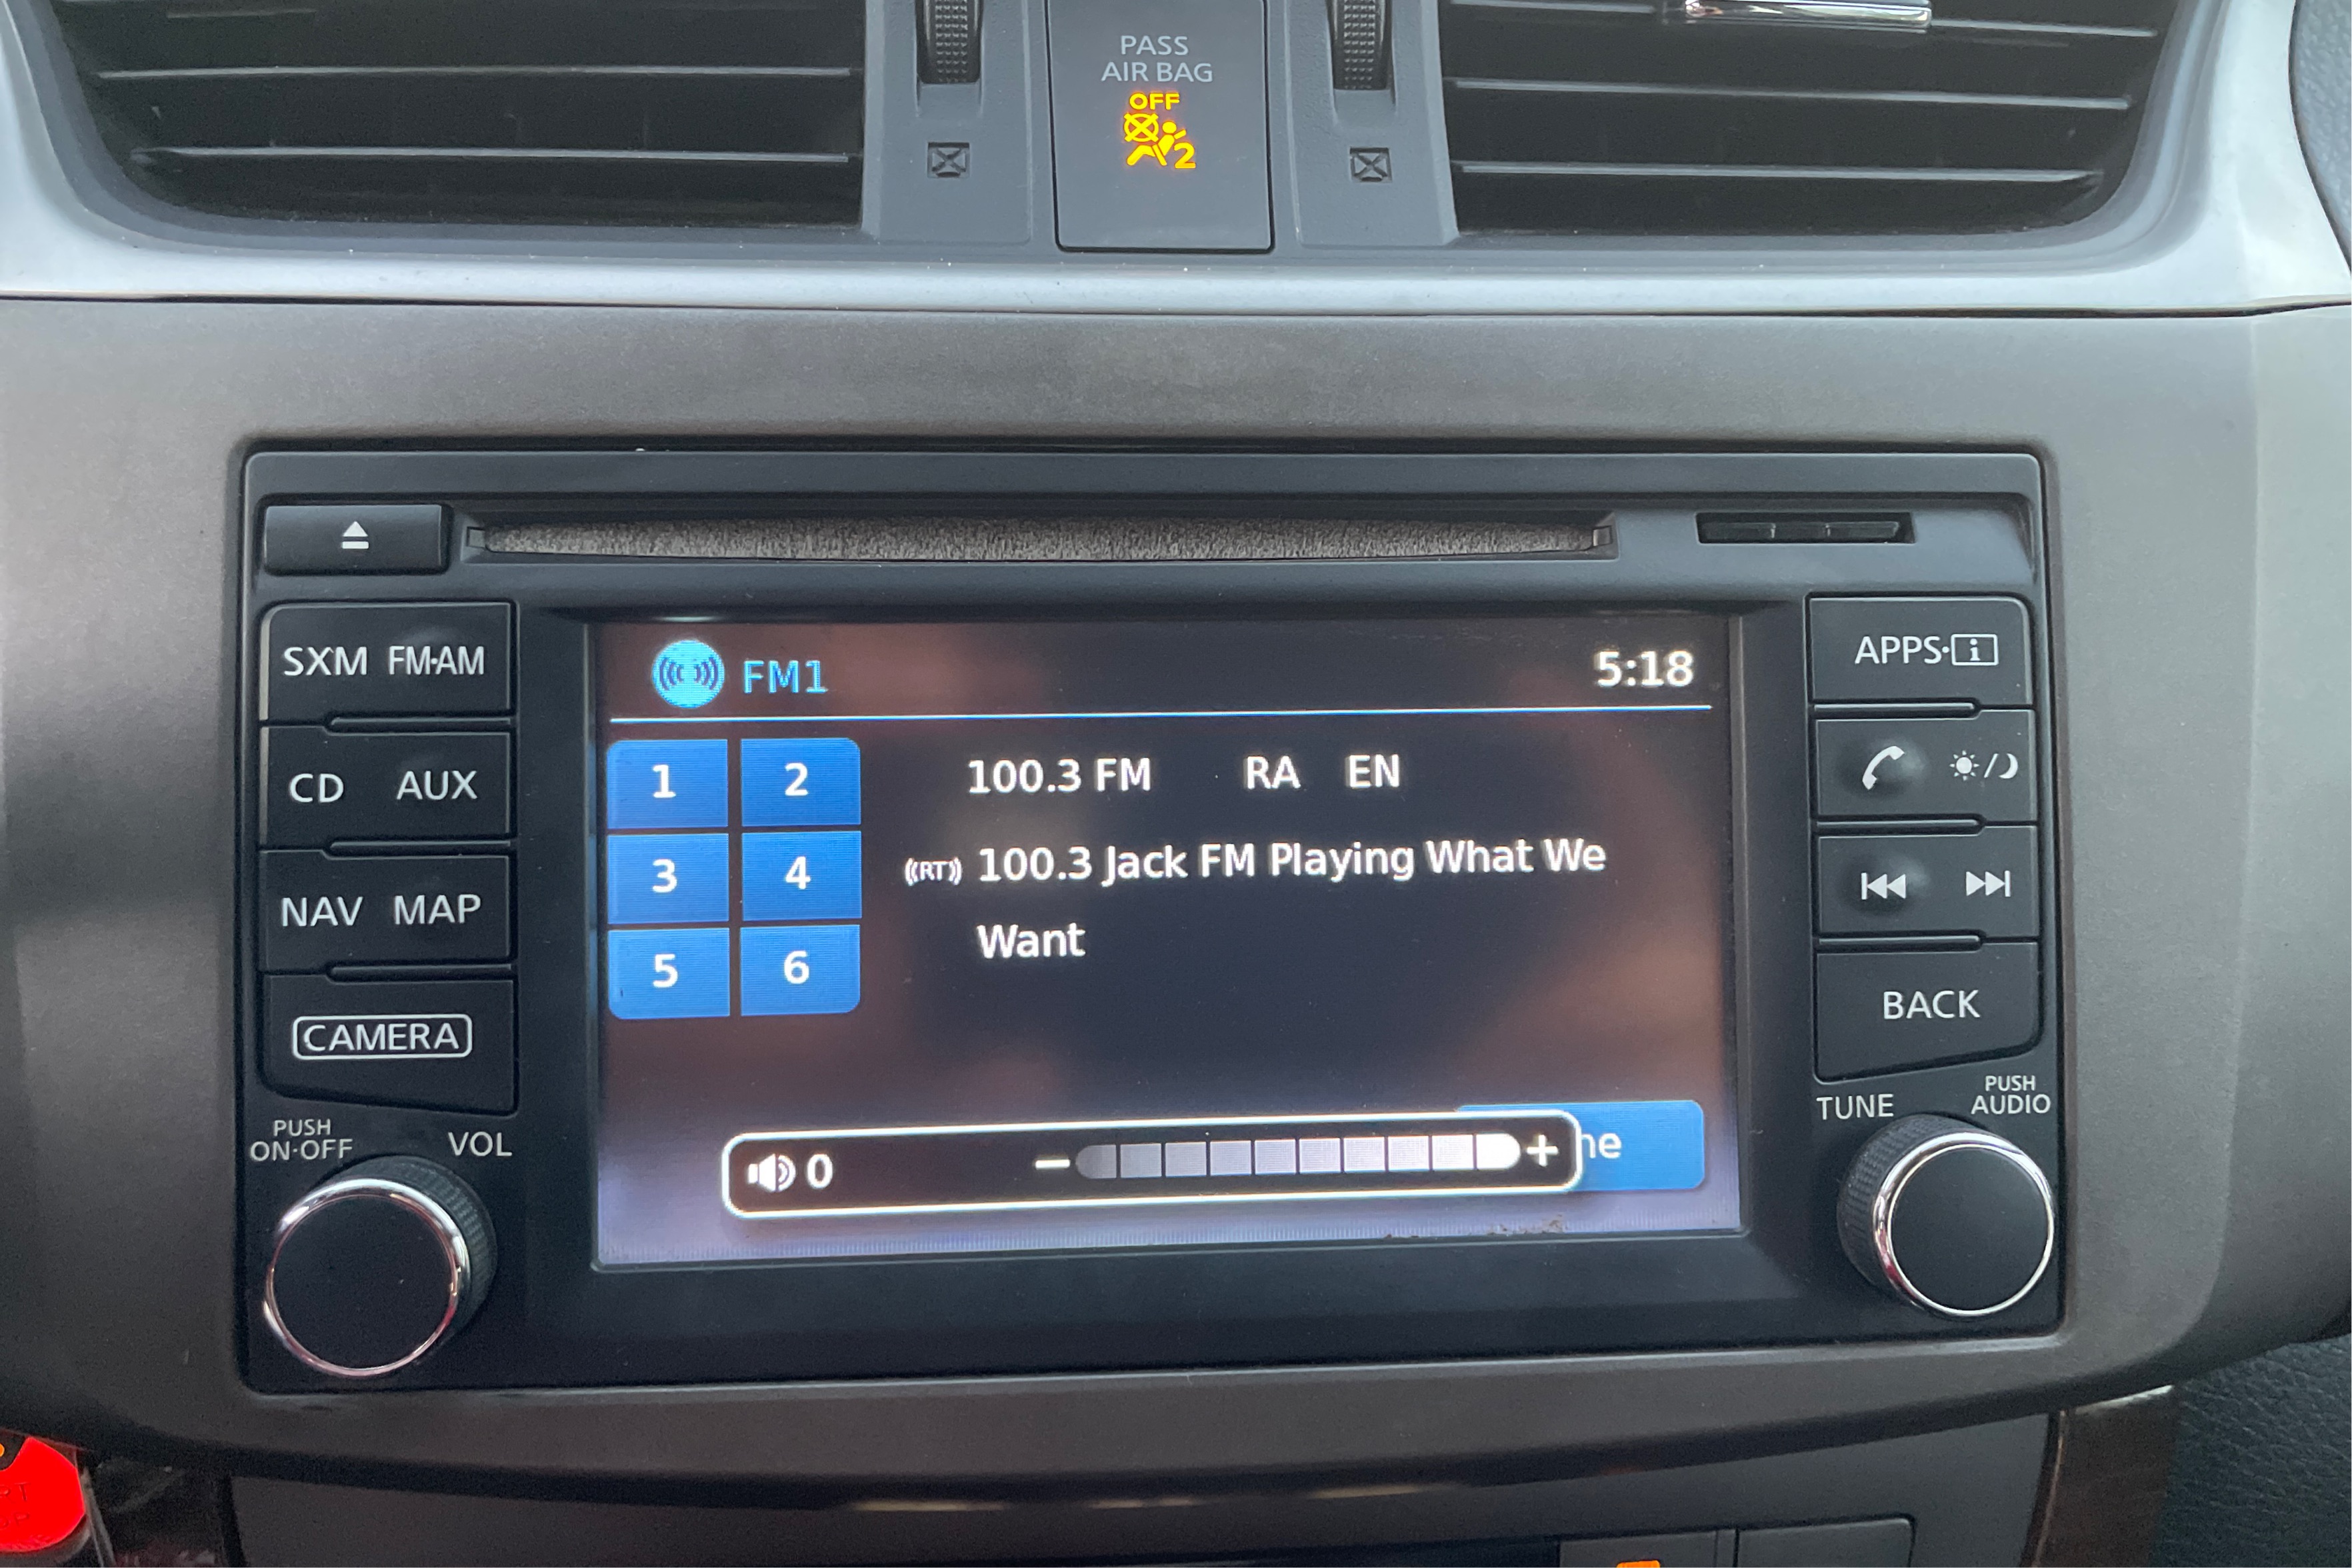 PASS
AIR BAG
OFF
2
SXM FM·AM
CD AUX
NAV MAP
CAMERA
PUSH
ON·OFF
VOL
FM1
5:18
1 2
3 4
5 6
100.3 FM RA EN
((RT)) 100.3 Jack FM Playing What We
Want
0 − +
APPS· i
BACK
TUNE
PUSH
AUDIO